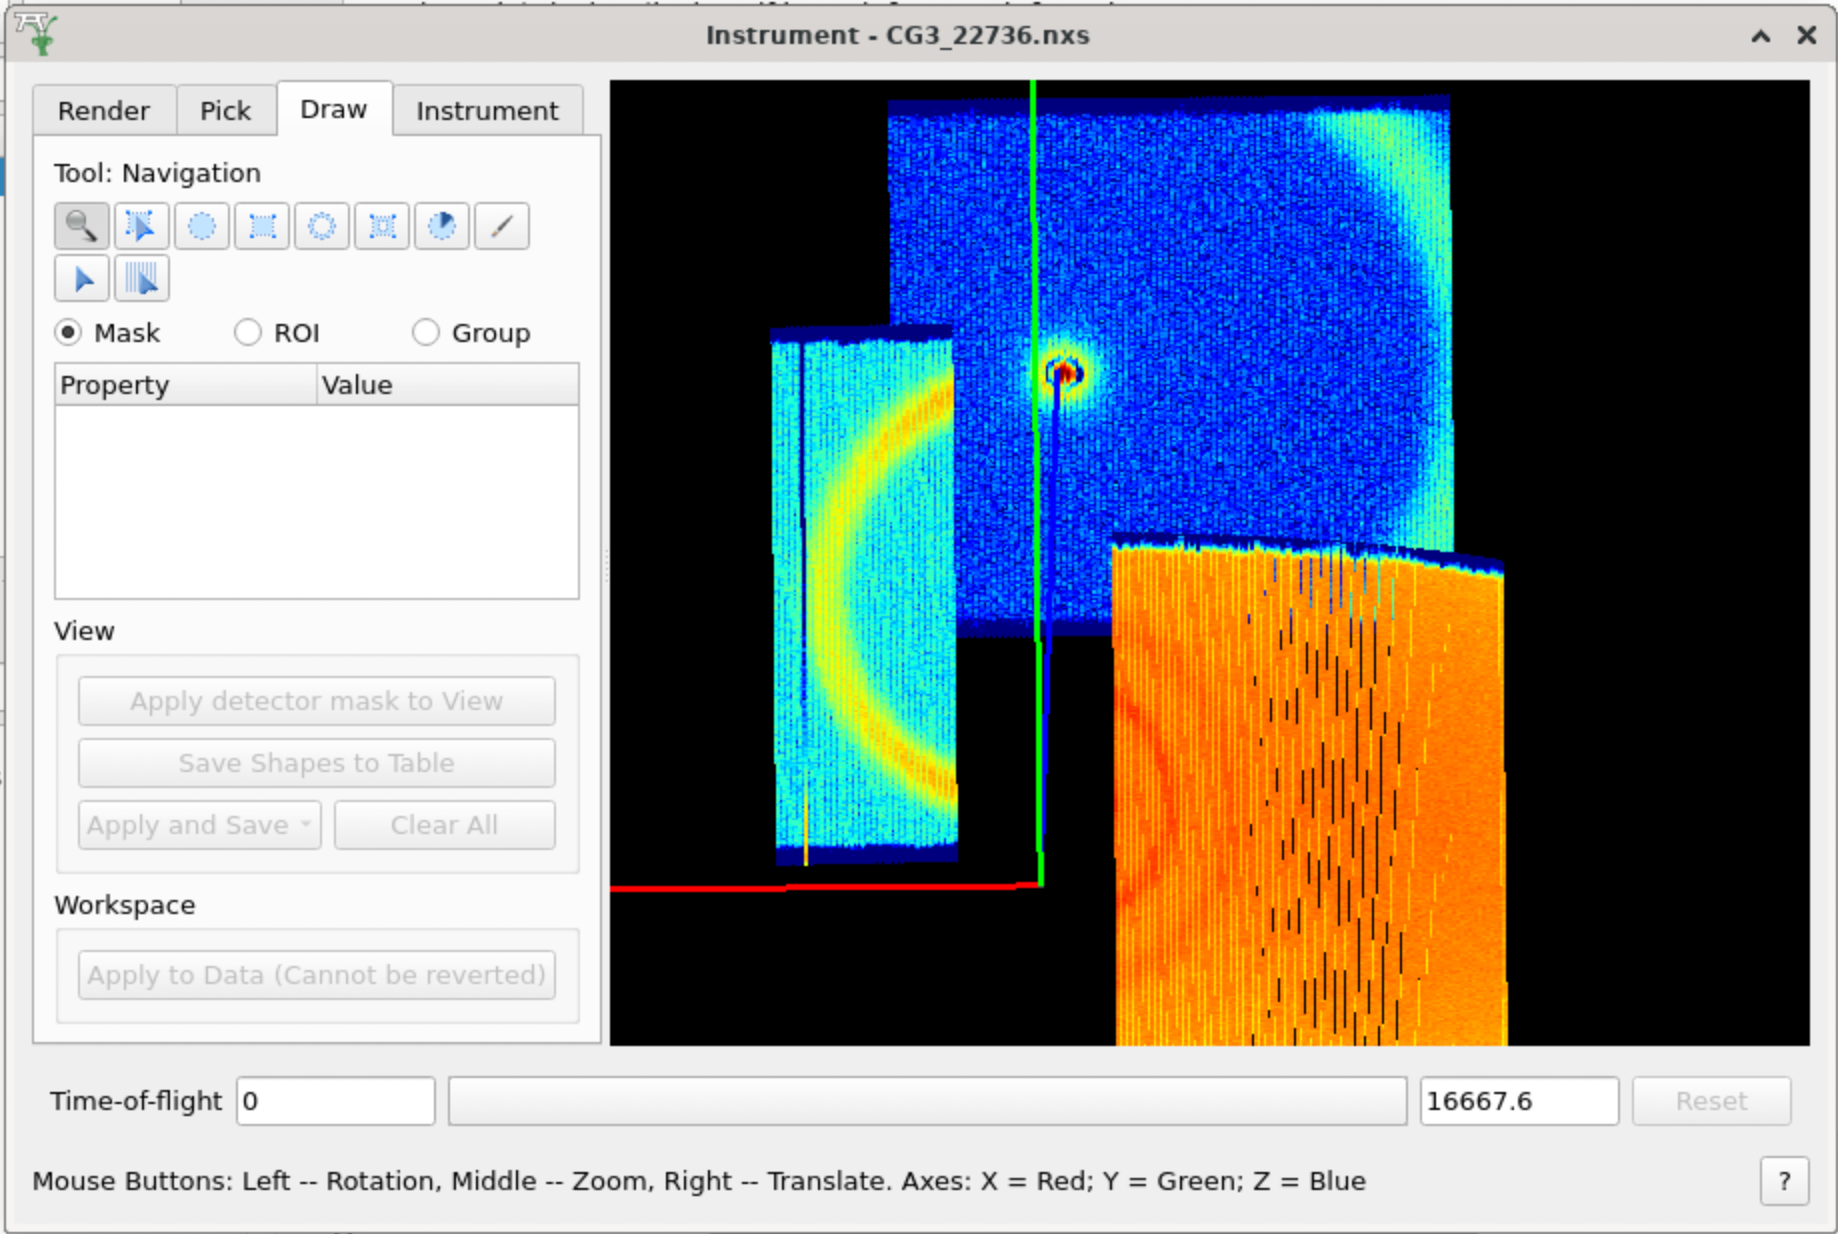 Instrument - CG3_22736.nxs
Render Pick Draw Instrument
Tool: Navigation
Mask ROI Group
Property Value
View
Apply detector mask to View
Save Shapes to Table
Apply and Save Clear All
Workspace
Apply to Data (Cannot be reverted)
Time-of-flight 0 16667.6 Reset
Mouse Buttons: Left -- Rotation, Middle -- Zoom, Right -- Translate. Axes: X = Red; Y = Green; Z = Blue ?